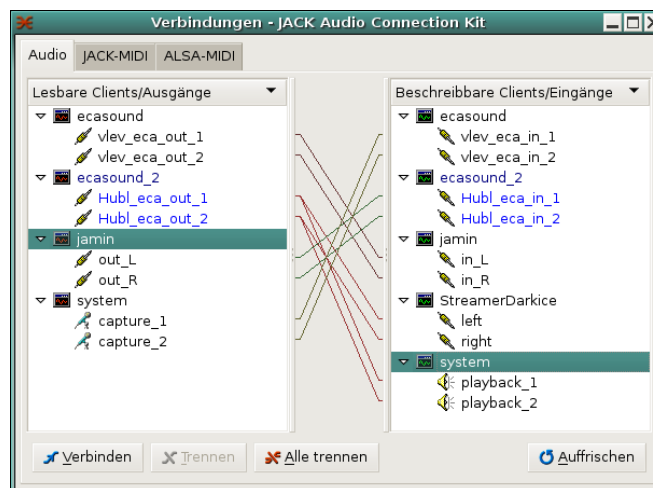 Verbindungen - JACK Audio Connection Kit
Audio JACK-MIDI ALSA-MIDI
Lesbare Clients/Ausgänge
ecasound
vlev_eca_out_1
vlev_eca_out_2
ecasound_2
Hubl_eca_out_1
Hubl_eca_out_2
jamin
out_L
out_R
system
capture_1
capture_2
Beschreibbare Clients/Eingänge
ecasound
vlev_eca_in_1
vlev_eca_in_2
ecasound_2
Hubl_eca_in_1
Hubl_eca_in_2
jamin
in_L
in_R
StreamerDarkice
left
right
system
playback_1
playback_2
Verbinden Trennen Alle trennen Auffrischen